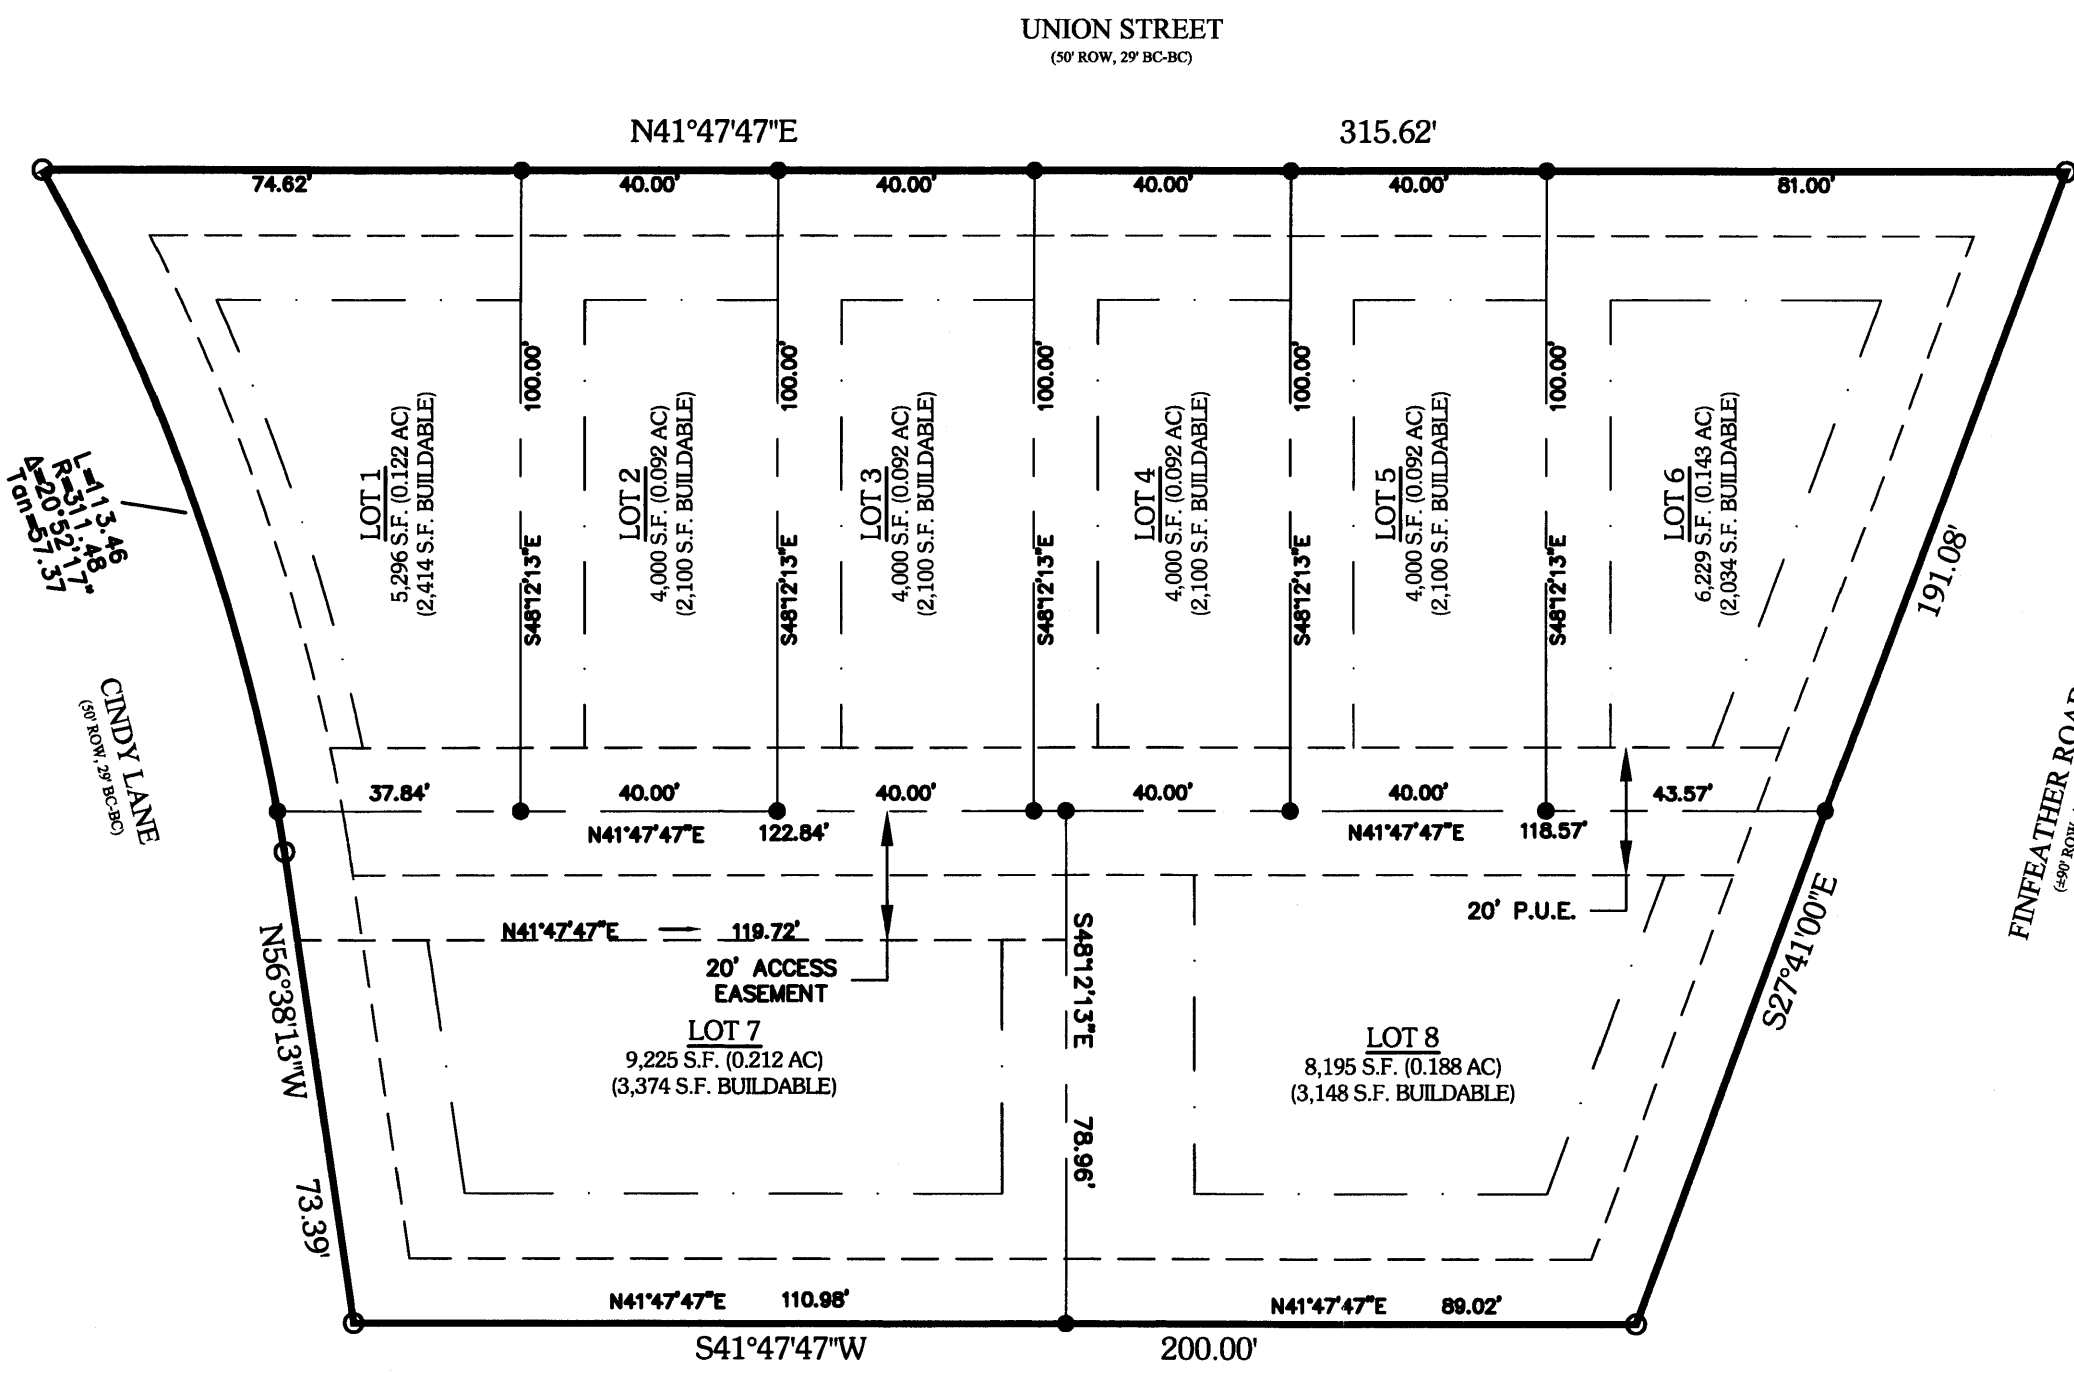 UNION STREET
(50' ROW, 29' BC-BC)
N41°47'47"E
315.62'
74.62'
40.00'
40.00'
40.00'
40.00'
81.00'
100.00'
100.00'
100.00'
100.00'
100.00'
S48°12'13"E
S48°12'13"E
S48°12'13"E
S48°12'13"E
S48°12'13"E
LOT 1
5,296 S.F. (0.122 AC)
(2,414 S.F. BUILDABLE)
LOT 2
4,000 S.F. (0.092 AC)
(2,100 S.F. BUILDABLE)
LOT 3
4,000 S.F. (0.092 AC)
(2,100 S.F. BUILDABLE)
LOT 4
4,000 S.F. (0.092 AC)
(2,100 S.F. BUILDABLE)
LOT 5
4,000 S.F. (0.092 AC)
(2,100 S.F. BUILDABLE)
LOT 6
6,229 S.F. (0.143 AC)
(2,034 S.F. BUILDABLE)
L=113.46
R=311.48
Δ=20°52'17"
Tan=57.37
191.08'
CINDY LANE
(50' ROW, 29' BC-BC)
FINFEATHER ROAD
(±90' ROW
37.84'
40.00'
40.00'
40.00'
40.00'
43.57'
N41°47'47"E
122.84'
N41°47'47"E
118.57'
20' P.U.E.
N41°47'47"E
119.72'
20' ACCESS
EASEMENT
S48°12'13"E
78.96'
S27°41'00"E
N56°38'13"W
73.39'
LOT 7
9,225 S.F. (0.212 AC)
(3,374 S.F. BUILDABLE)
LOT 8
8,195 S.F. (0.188 AC)
(3,148 S.F. BUILDABLE)
N41°47'47"E
110.98'
N41°47'47"E
89.02'
S41°47'47"W
200.00'